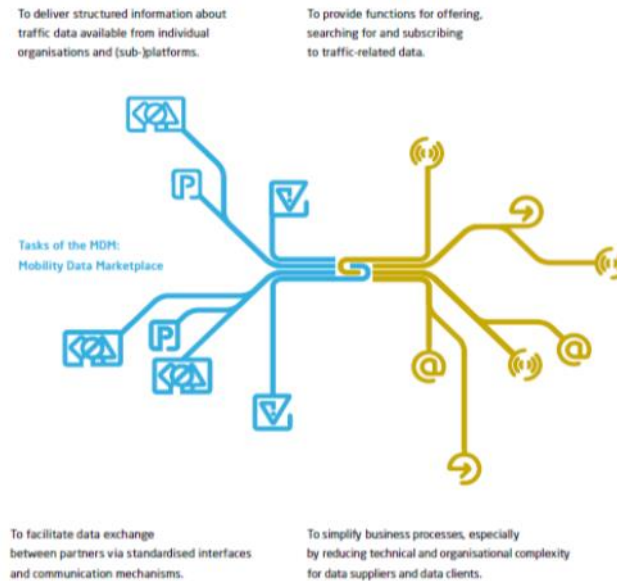 To deliver structured information about
traffic data available from individual
organisations and (sub-)platforms.
To provide functions for offering,
searching for and subscribing
to traffic-related data.
P
Tasks of the MDM:
Mobility Data Marketplace
P
@
@
To facilitate data exchange
between partners via standardised interfaces
and communication mechanisms.
To simplify business processes, especially
by reducing technical and organisational complexity
for data suppliers and data clients.